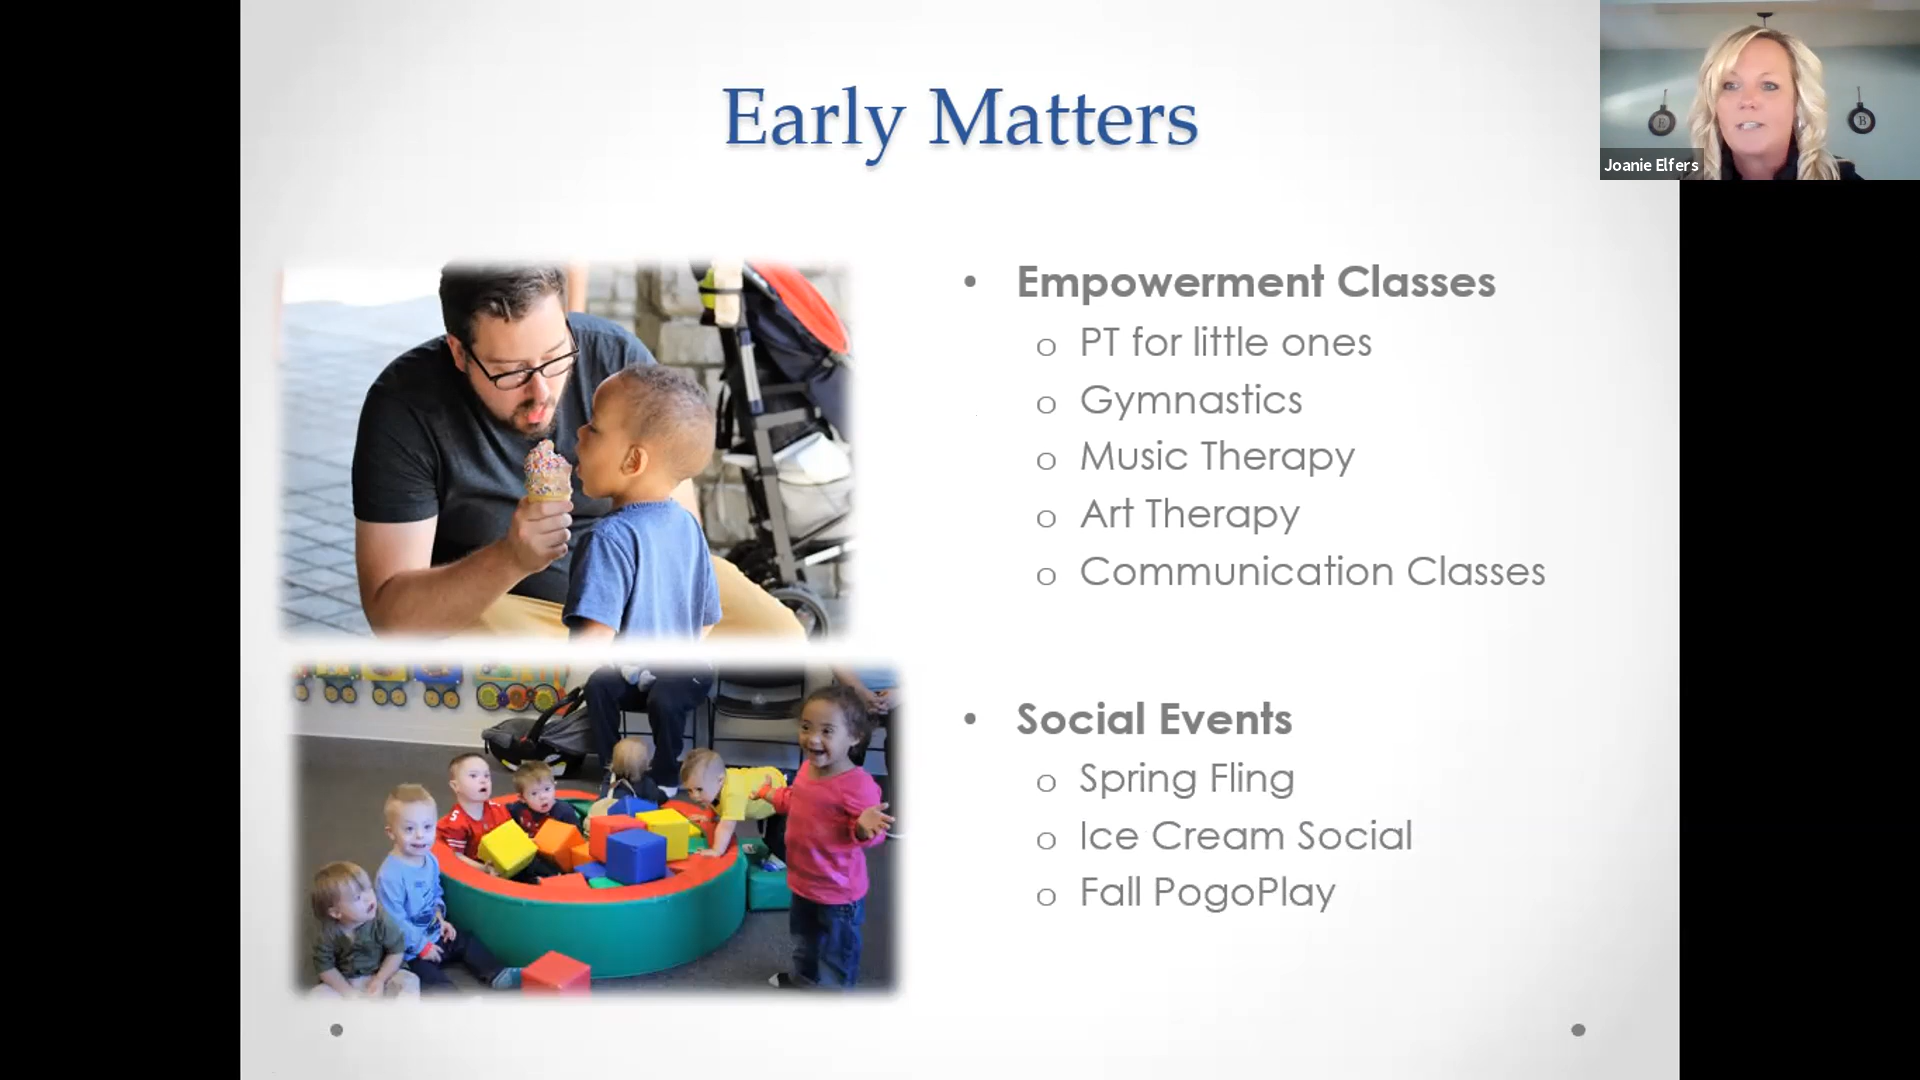 Early Matters
Joanie Elfers
E
B
• Empowerment Classes
o PT for little ones
o Gymnastics
o Music Therapy
o Art Therapy
o Communication Classes
• Social Events
o Spring Fling
o Ice Cream Social
o Fall PogoPlay
5